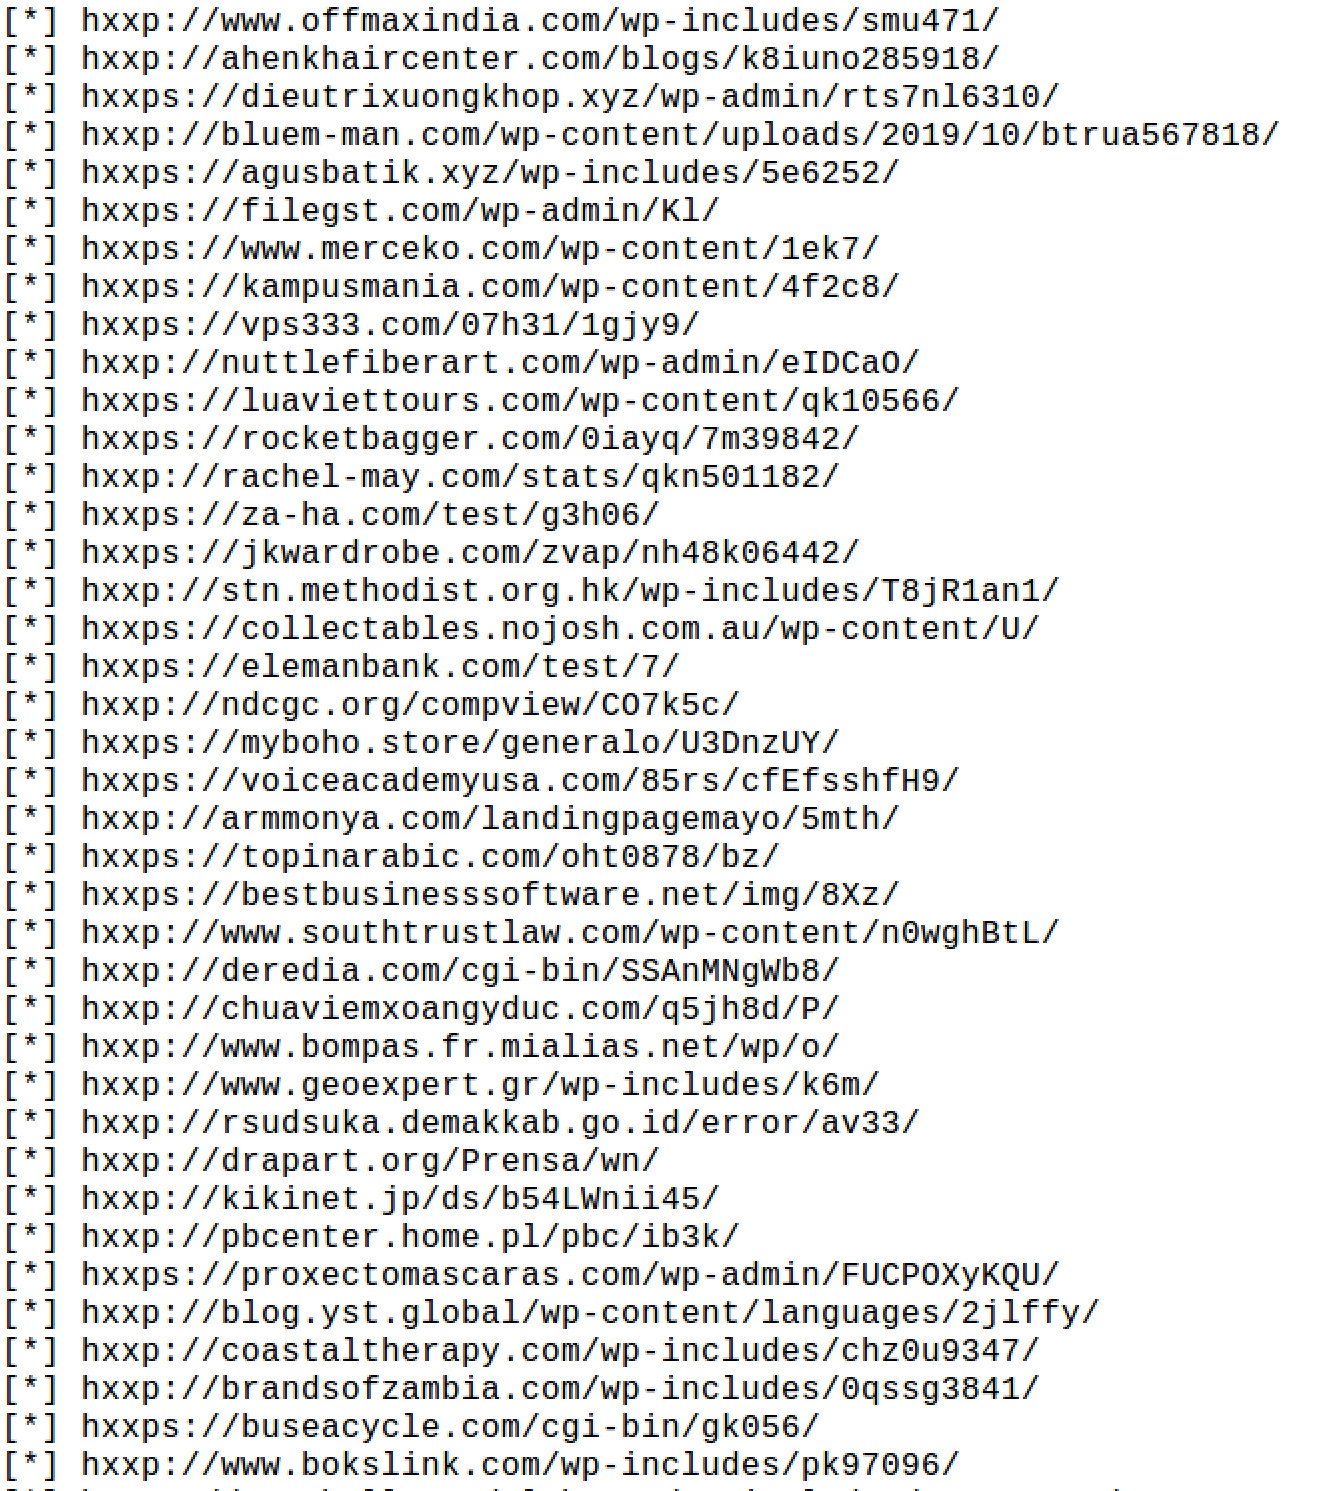 [*] hxxp://www.offmaxindia.com/wp-includes/smu471/
[*] hxxp://ahenkhaircenter.com/blogs/k8iuno285918/
[*] hxxps://dieutrixuongkhop.xyz/wp-admin/rts7nl6310/
[*] hxxp://bluem-man.com/wp-content/uploads/2019/10/btrua567818/
[*] hxxps://agusbatik.xyz/wp-includes/5e6252/
[*] hxxps://filegst.com/wp-admin/Kl/
[*] hxxps://www.merceko.com/wp-content/1ek7/
[*] hxxps://kampusmania.com/wp-content/4f2c8/
[*] hxxps://vps333.com/07h31/1gjy9/
[*] hxxp://nuttlefiberart.com/wp-admin/eIDCaO/
[*] hxxps://luaviettours.com/wp-content/qk10566/
[*] hxxps://rocketbagger.com/0iayq/7m39842/
[*] hxxp://rachel-may.com/stats/qkn501182/
[*] hxxps://za-ha.com/test/g3h06/
[*] hxxps://jkwardrobe.com/zvap/nh48k06442/
[*] hxxp://stn.methodist.org.hk/wp-includes/T8jR1an1/
[*] hxxps://collectables.nojosh.com.au/wp-content/U/
[*] hxxps://elemanbank.com/test/7/
[*] hxxp://ndcgc.org/compview/CO7k5c/
[*] hxxps://myboho.store/generalo/U3DnzUY/
[*] hxxps://voiceacademyusa.com/85rs/cfEfsshfH9/
[*] hxxp://armmonya.com/landingpagemayo/5mth/
[*] hxxps://topinarabic.com/oht0878/bz/
[*] hxxps://bestbusinesssoftware.net/img/8Xz/
[*] hxxp://www.southtrustlaw.com/wp-content/n0wghBtL/
[*] hxxp://deredia.com/cgi-bin/SSAnMNgWb8/
[*] hxxp://chuaviemxoangyduc.com/q5jh8d/P/
[*] hxxp://www.bompas.fr.mialias.net/wp/o/
[*] hxxp://www.geoexpert.gr/wp-includes/k6m/
[*] hxxp://rsudsuka.demakkab.go.id/error/av33/
[*] hxxp://drapart.org/Prensa/wn/
[*] hxxp://kikinet.jp/ds/b54LWnii45/
[*] hxxp://pbcenter.home.pl/pbc/ib3k/
[*] hxxps://proxectomascaras.com/wp-admin/FUCPOXyKQU/
[*] hxxp://blog.yst.global/wp-content/languages/2jlffy/
[*] hxxp://coastaltherapy.com/wp-includes/chz0u9347/
[*] hxxp://brandsofzambia.com/wp-includes/0qssg3841/
[*] hxxps://buseacycle.com/cgi-bin/gk056/
[*] hxxp://www.bokslink.com/wp-includes/pk97096/